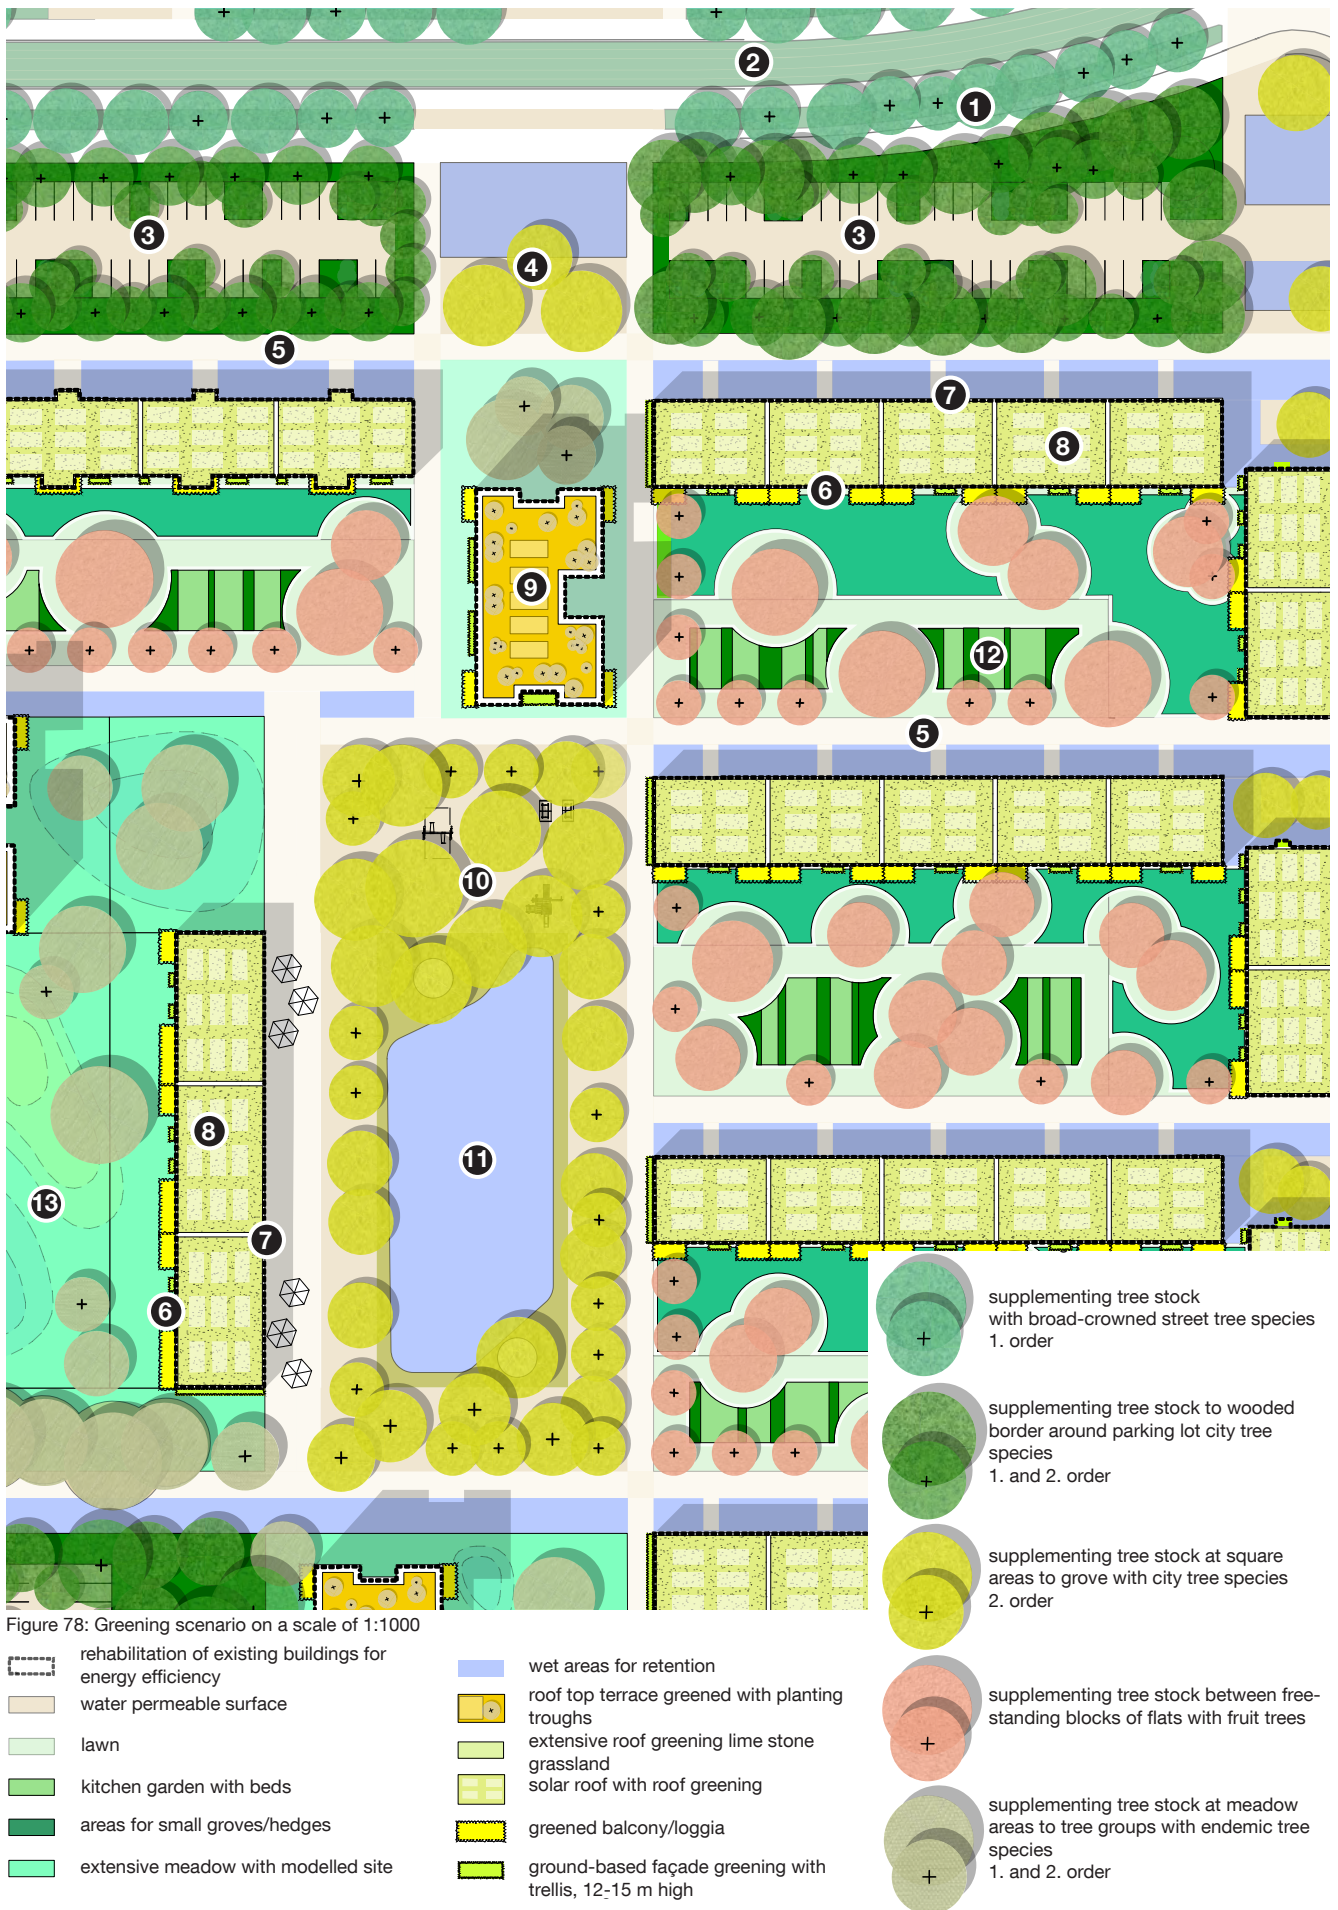 2
1
3
3
4
5
7
8
6
9
12
5
10
8
11
13
7
6
supplementing tree stock
with broad-crowned street tree species
1. order
supplementing tree stock to wooded
border around parking lot city tree
species
1. and 2. order
supplementing tree stock at square
areas to grove with city tree species
2. order
supplementing tree stock between free-
standing blocks of flats with fruit trees
supplementing tree stock at meadow
areas to tree groups with endemic tree
species
1. and 2. order
Figure 78: Greening scenario on a scale of 1:1000
rehabilitation of existing buildings for
energy efficiency
water permeable surface
lawn
kitchen garden with beds
areas for small groves/hedges
extensive meadow with modelled site
wet areas for retention
roof top terrace greened with planting
troughs
extensive roof greening lime stone
grassland
solar roof with roof greening
greened balcony/loggia
ground-based façade greening with
trellis, 12-15 m high